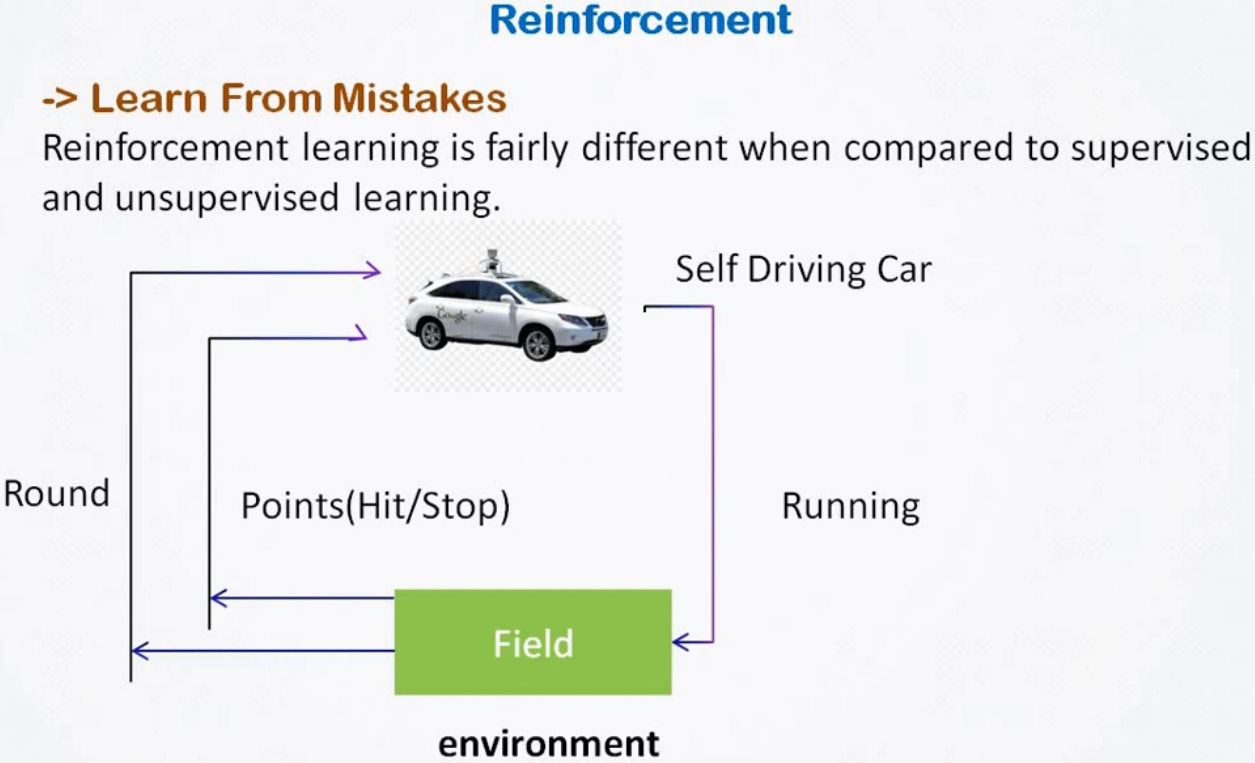 Reinforcement
-> Learn From Mistakes
Reinforcement learning is fairly different when compared to supervised
and unsupervised learning.
Self Driving Car
Google
Round
Points(Hit/Stop)
Running
Field
environment